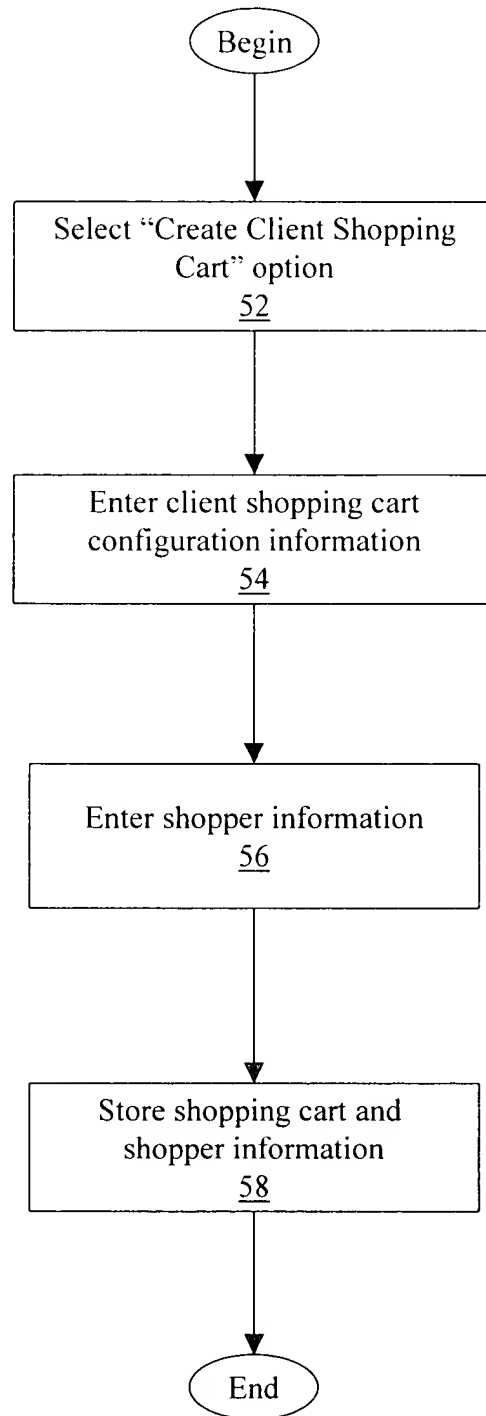 Begin
Select “Create Client Shopping
Cart” option
52
Enter client shopping cart
configuration information
54
Enter shopper information
56
Store shopping cart and
shopper information
58
End